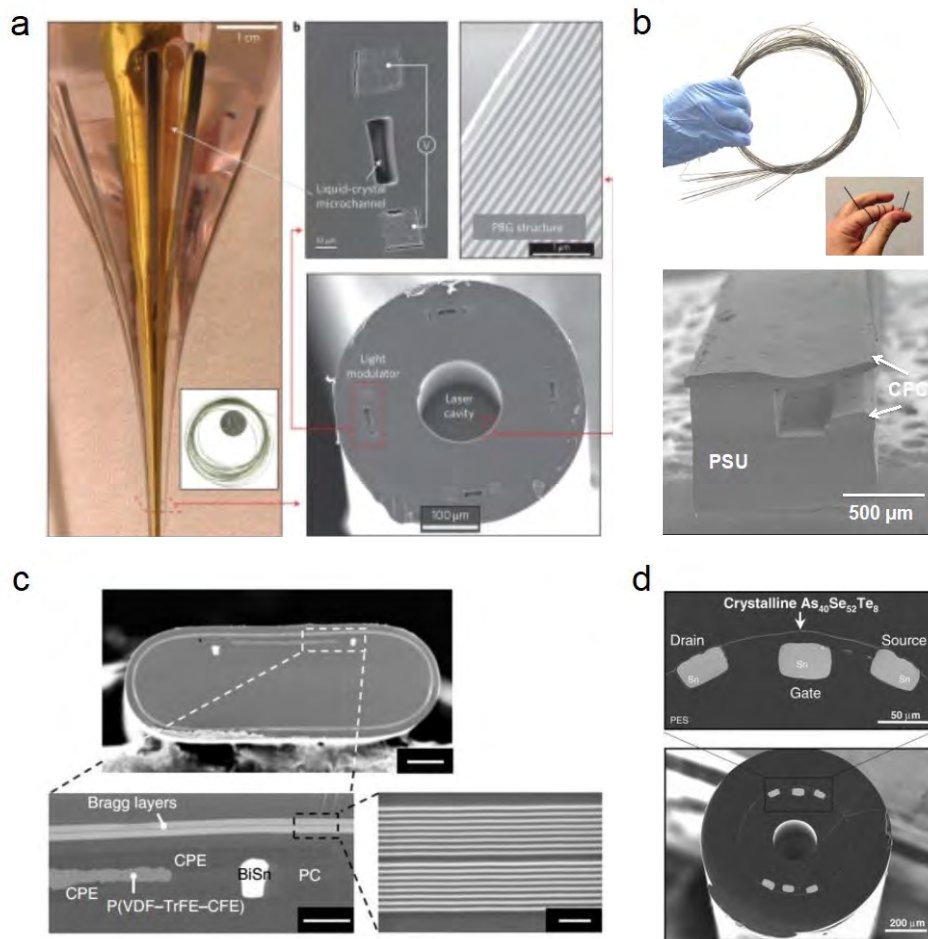 a
1 cm
b
V
Liquid-crystal
microchannel
PBG structure
1 µm
Light
modulator
Laser
cavity
100 µm
b
CPC
PSU
500 µm
c
Bragg layers
CPE
BiSn
PC
CPE
P(VDF–TrFE–CFE)
d
Crystalline As₄₀Se₅₂Te₈
Drain
Source
Sn
Sn
Sn
Gate
PES
50 µm
200 µm